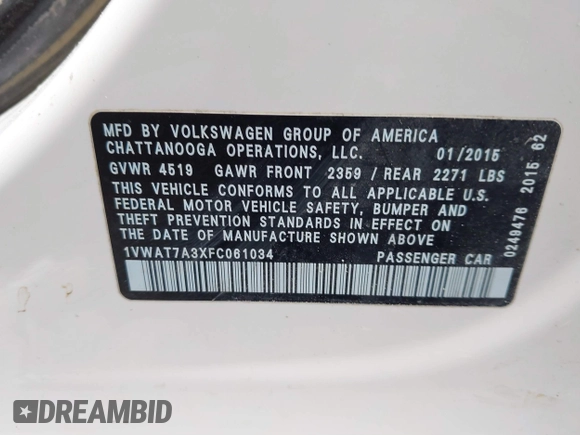 MFD BY VOLKSWAGEN GROUP OF AMERICA
CHATTANOOGA OPERATIONS, LLC. 01/2015
GVWR 4519 GAWR FRONT 2359 / REAR 2271 LBS
THIS VEHICLE CONFORMS TO ALL APPLICABLE U.S.
FEDERAL MOTOR VEHICLE SAFETY, BUMPER AND
THEFT PREVENTION STANDARDS IN EFFECT ON
THE DATE OF MANUFACTURE SHOWN ABOVE
1VWAT7A3XFC061034 PASSENGER CAR
0249476 2015 62
DREAMBID